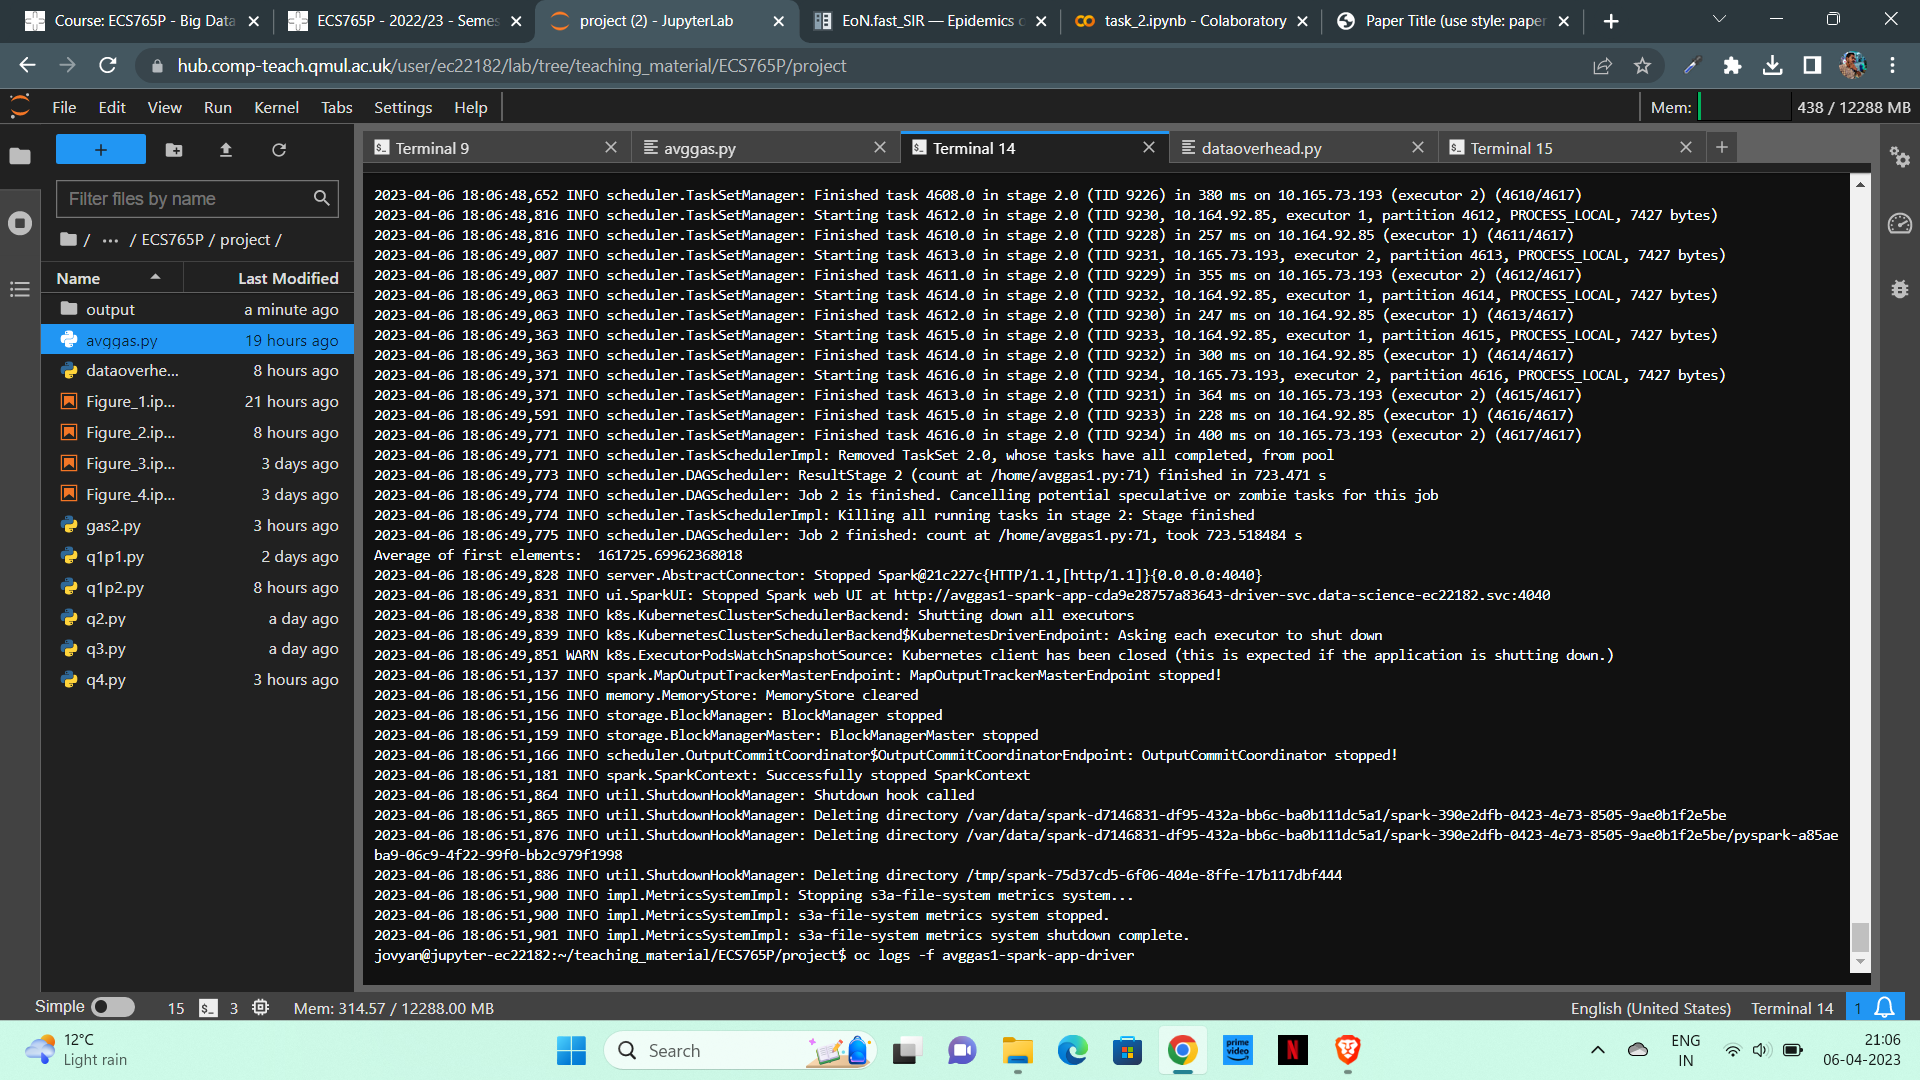 Course: ECS765P - Big Data
ECS765P - 2022/23 - Semes
project (2) - JupyterLab
EoN.fast_SIR — Epidemics
task_2.ipynb - Colaboratory
Paper Title (use style: paper
hub.comp-teach.qmul.ac.uk/user/ec22182/lab/tree/teaching_material/ECS765P/project
File Edit View Run Kernel Tabs Settings Help
Mem: 438 / 12288 MB
Terminal 9
avggas.py
Terminal 14
dataoverhead.py
Terminal 15
Filter files by name
/ ··· / ECS765P / project /
Name Last Modified
output a minute ago
avggas.py 19 hours ago
dataoverhe... 8 hours ago
Figure_1.ip... 21 hours ago
Figure_2.ip... 8 hours ago
Figure_3.ip... 3 days ago
Figure_4.ip... 3 days ago
gas2.py 3 hours ago
q1p1.py 2 days ago
q1p2.py 8 hours ago
q2.py a day ago
q3.py a day ago
q4.py 3 hours ago
2023-04-06 18:06:48,652 INFO scheduler.TaskSetManager: Finished task 4608.0 in stage 2.0 (TID 9226) in 380 ms on 10.165.73.193 (executor 2) (4610/4617)
2023-04-06 18:06:48,816 INFO scheduler.TaskSetManager: Starting task 4612.0 in stage 2.0 (TID 9230, 10.164.92.85, executor 1, partition 4612, PROCESS_LOCAL, 7427 bytes)
2023-04-06 18:06:48,816 INFO scheduler.TaskSetManager: Finished task 4610.0 in stage 2.0 (TID 9228) in 257 ms on 10.164.92.85 (executor 1) (4611/4617)
2023-04-06 18:06:49,007 INFO scheduler.TaskSetManager: Starting task 4613.0 in stage 2.0 (TID 9231, 10.165.73.193, executor 2, partition 4613, PROCESS_LOCAL, 7427 bytes)
2023-04-06 18:06:49,007 INFO scheduler.TaskSetManager: Finished task 4611.0 in stage 2.0 (TID 9229) in 355 ms on 10.165.73.193 (executor 2) (4612/4617)
2023-04-06 18:06:49,063 INFO scheduler.TaskSetManager: Starting task 4614.0 in stage 2.0 (TID 9232, 10.164.92.85, executor 1, partition 4614, PROCESS_LOCAL, 7427 bytes)
2023-04-06 18:06:49,063 INFO scheduler.TaskSetManager: Finished task 4612.0 in stage 2.0 (TID 9230) in 247 ms on 10.164.92.85 (executor 1) (4613/4617)
2023-04-06 18:06:49,363 INFO scheduler.TaskSetManager: Starting task 4615.0 in stage 2.0 (TID 9233, 10.164.92.85, executor 1, partition 4615, PROCESS_LOCAL, 7427 bytes)
2023-04-06 18:06:49,363 INFO scheduler.TaskSetManager: Finished task 4614.0 in stage 2.0 (TID 9232) in 300 ms on 10.164.92.85 (executor 1) (4614/4617)
2023-04-06 18:06:49,371 INFO scheduler.TaskSetManager: Starting task 4616.0 in stage 2.0 (TID 9234, 10.165.73.193, executor 2, partition 4616, PROCESS_LOCAL, 7427 bytes)
2023-04-06 18:06:49,371 INFO scheduler.TaskSetManager: Finished task 4613.0 in stage 2.0 (TID 9231) in 364 ms on 10.165.73.193 (executor 2) (4615/4617)
2023-04-06 18:06:49,591 INFO scheduler.TaskSetManager: Finished task 4615.0 in stage 2.0 (TID 9233) in 228 ms on 10.164.92.85 (executor 1) (4616/4617)
2023-04-06 18:06:49,771 INFO scheduler.TaskSetManager: Finished task 4616.0 in stage 2.0 (TID 9234) in 400 ms on 10.165.73.193 (executor 2) (4617/4617)
2023-04-06 18:06:49,771 INFO scheduler.TaskSchedulerImpl: Removed TaskSet 2.0, whose tasks have all completed, from pool
2023-04-06 18:06:49,773 INFO scheduler.DAGScheduler: ResultStage 2 (count at /home/avggas1.py:71) finished in 723.471 s
2023-04-06 18:06:49,774 INFO scheduler.DAGScheduler: Job 2 is finished. Cancelling potential speculative or zombie tasks for this job
2023-04-06 18:06:49,774 INFO scheduler.TaskSchedulerImpl: Killing all running tasks in stage 2: Stage finished
2023-04-06 18:06:49,775 INFO scheduler.DAGScheduler: Job 2 finished: count at /home/avggas1.py:71, took 723.518484 s
Average of first elements:  161725.69962368018
2023-04-06 18:06:49,828 INFO server.AbstractConnector: Stopped Spark@21c227c{HTTP/1.1,[http/1.1]}{0.0.0.0:4040}
2023-04-06 18:06:49,831 INFO ui.SparkUI: Stopped Spark web UI at http://avggas1-spark-app-cda9e28757a83643-driver-svc.data-science-ec22182.svc:4040
2023-04-06 18:06:49,838 INFO k8s.KubernetesClusterSchedulerBackend: Shutting down all executors
2023-04-06 18:06:49,839 INFO k8s.KubernetesClusterSchedulerBackend$KubernetesDriverEndpoint: Asking each executor to shut down
2023-04-06 18:06:49,851 WARN k8s.ExecutorPodsWatchSnapshotSource: Kubernetes client has been closed (this is expected if the application is shutting down.)
2023-04-06 18:06:51,137 INFO spark.MapOutputTrackerMasterEndpoint: MapOutputTrackerMasterEndpoint stopped!
2023-04-06 18:06:51,156 INFO memory.MemoryStore: MemoryStore cleared
2023-04-06 18:06:51,156 INFO storage.BlockManager: BlockManager stopped
2023-04-06 18:06:51,159 INFO storage.BlockManagerMaster: BlockManagerMaster stopped
2023-04-06 18:06:51,166 INFO scheduler.OutputCommitCoordinator$OutputCommitCoordinatorEndpoint: OutputCommitCoordinator stopped!
2023-04-06 18:06:51,181 INFO spark.SparkContext: Successfully stopped SparkContext
2023-04-06 18:06:51,864 INFO util.ShutdownHookManager: Shutdown hook called
2023-04-06 18:06:51,865 INFO util.ShutdownHookManager: Deleting directory /var/data/spark-d7146831-df95-432a-bb6c-ba0b111dc5a1/spark-390e2dfb-0423-4e73-8505-9ae0b1f2e5be
2023-04-06 18:06:51,876 INFO util.ShutdownHookManager: Deleting directory /var/data/spark-d7146831-df95-432a-bb6c-ba0b111dc5a1/spark-390e2dfb-0423-4e73-8505-9ae0b1f2e5be/pyspark-a85ae
ba9-06c9-4f22-99f0-bb2c979f1998
2023-04-06 18:06:51,886 INFO util.ShutdownHookManager: Deleting directory /tmp/spark-75d37cd5-6f06-404e-8ffe-17b117dbf444
2023-04-06 18:06:51,900 INFO impl.MetricsSystemImpl: Stopping s3a-file-system metrics system...
2023-04-06 18:06:51,900 INFO impl.MetricsSystemImpl: s3a-file-system metrics system stopped.
2023-04-06 18:06:51,901 INFO impl.MetricsSystemImpl: s3a-file-system metrics system shutdown complete.
jovyan@jupyter-ec22182:~/teaching_material/ECS765P/project$ oc logs -f avggas1-spark-app-driver
Simple 15 3 Mem: 314.57 / 12288.00 MB
English (United States) Terminal 14 1
12°C
Light rain
Search
prime video
N
ENG
IN
21:06
06-04-2023